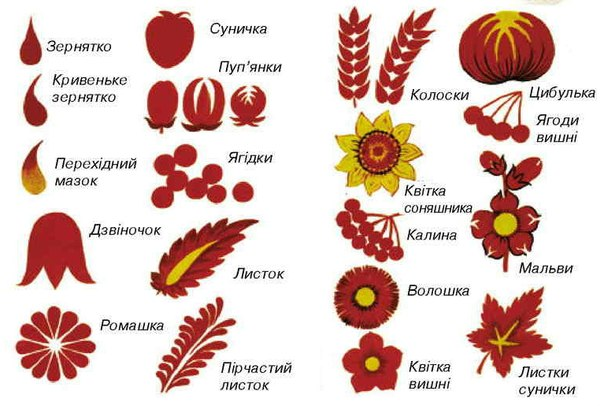 Зернятко
Кривеньке
зернятко
Перехідний
мазок
Дзвіночок
Ромашка
Суничка
Пуп'янки
Ягідки
Листок
Пірчастий
листок
Колоски
Квітка
соняшника
Калина
Волошка
Квітка
вишні
Цибулька
Ягоди
вишні
Мальви
Листки
сунички